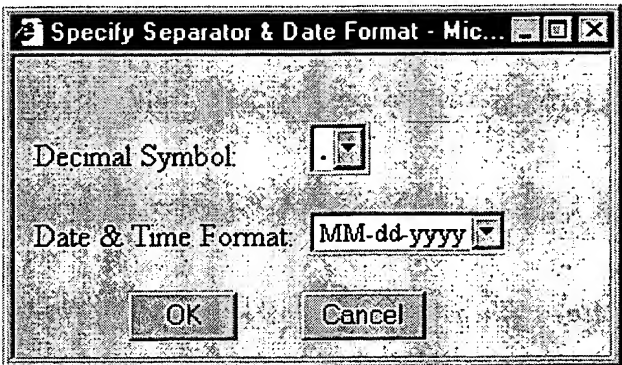 Specify Separator & Date Format - Mic...
Decimal Symbol: .
Date & Time Format: MM-dd-yyyy
OK Cancel